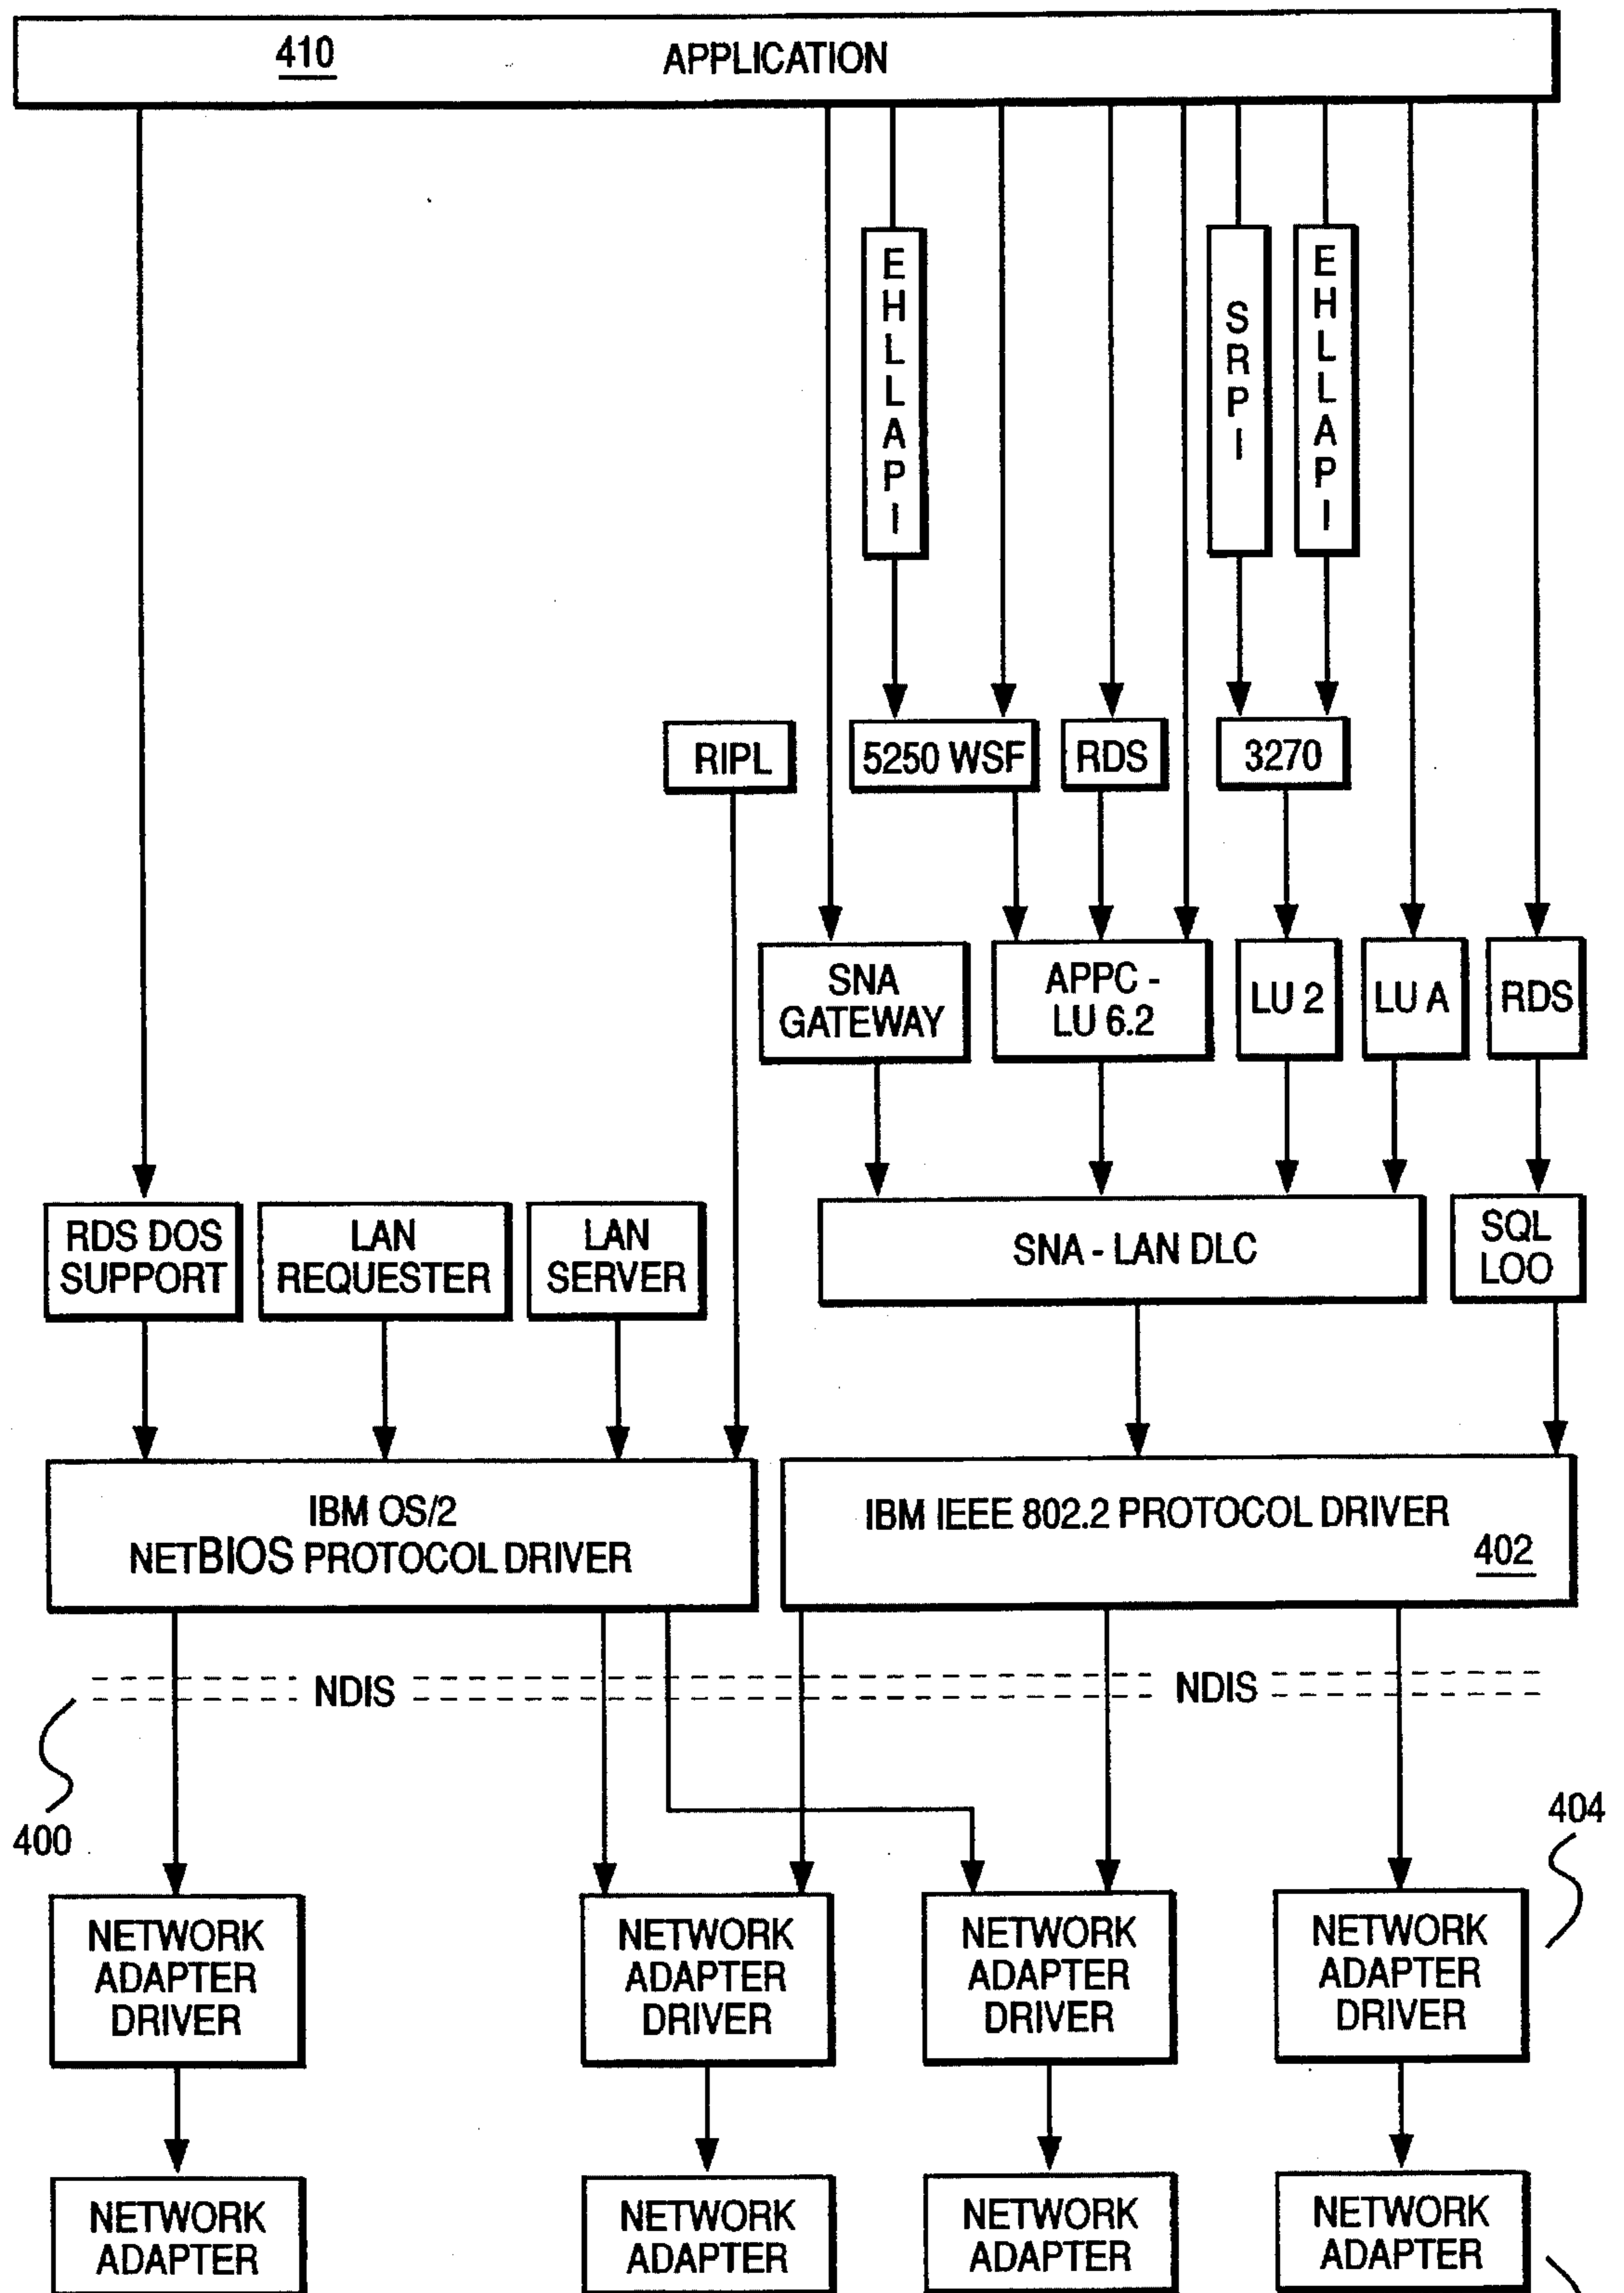 410 APPLICATION
EHLLAPI
SRPI
EHLLAPI
RIPL
5250 WSF
RDS
3270
SNA
GATEWAY
APPC -
LU 6.2
LU 2
LU A
RDS
RDS DOS
SUPPORT
LAN
REQUESTER
LAN
SERVER
SNA - LAN DLC
SQL
LOO
IBM OS/2
NETBIOS PROTOCOL DRIVER
IBM IEEE 802.2 PROTOCOL DRIVER
402
NDIS
NDIS
400
404
NETWORK
ADAPTER
DRIVER
NETWORK
ADAPTER
DRIVER
NETWORK
ADAPTER
DRIVER
NETWORK
ADAPTER
DRIVER
NETWORK
ADAPTER
NETWORK
ADAPTER
NETWORK
ADAPTER
NETWORK
ADAPTER